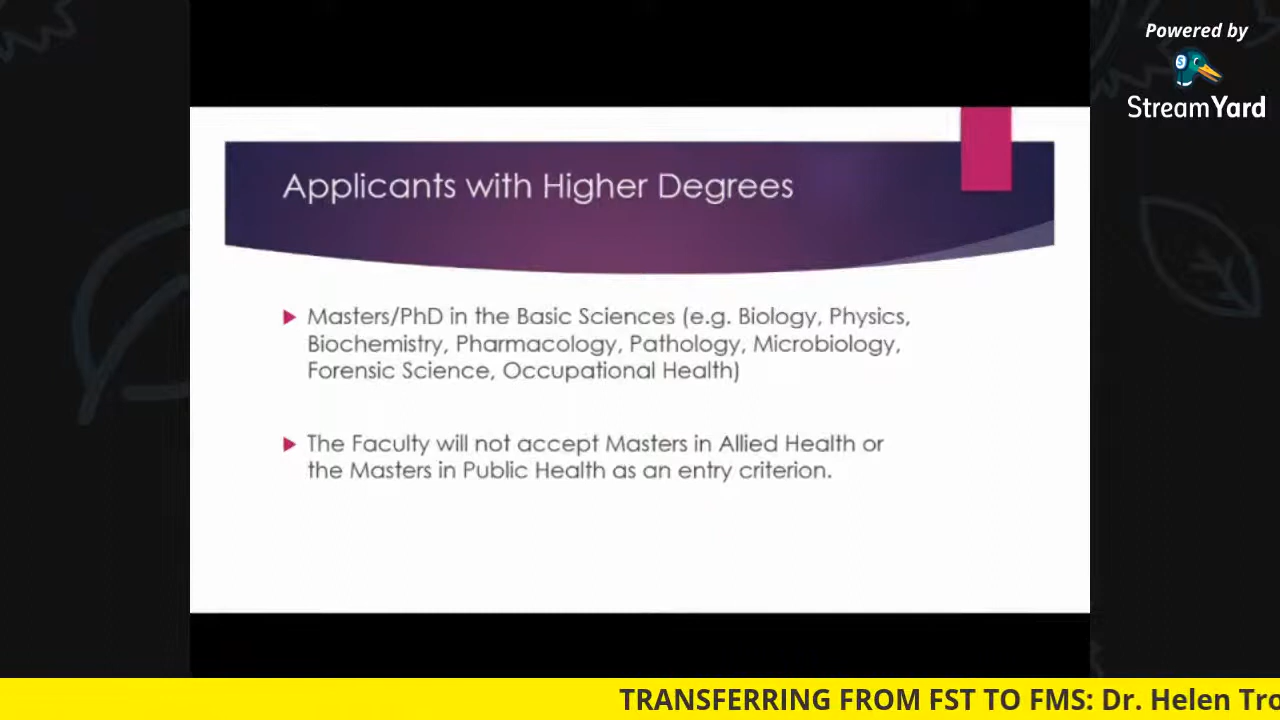 Powered by
StreamYard
Applicants with Higher Degrees
Masters/PhD in the Basic Sciences (e.g. Biology, Physics,
Biochemistry, Pharmacology, Pathology, Microbiology,
Forensic Science, Occupational Health)
The Faculty will not accept Masters in Allied Health or
the Masters in Public Health as an entry criterion.
TRANSFERRING FROM FST TO FMS: Dr. Helen